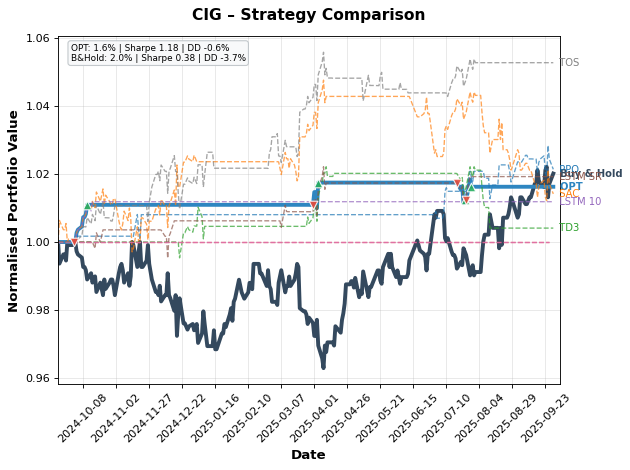 CIG – Strategy Comparison
OPT: 1.6% | Sharpe 1.18 | DD -0.6%
B&Hold: 2.0% | Sharpe 0.38 | DD -3.7%
Normalised Portfolio Value
1.06
1.04
1.02
1.00
0.98
0.96
TOS
PPO
Buy & Hold
OPT
SAC
LSTM 10
TD3
2024-10-08
2024-11-02
2024-11-27
2024-12-22
2025-01-16
2025-02-10
2025-03-07
2025-04-01
2025-04-26
2025-05-21
2025-06-15
2025-07-10
2025-08-04
2025-08-29
2025-09-23
Date